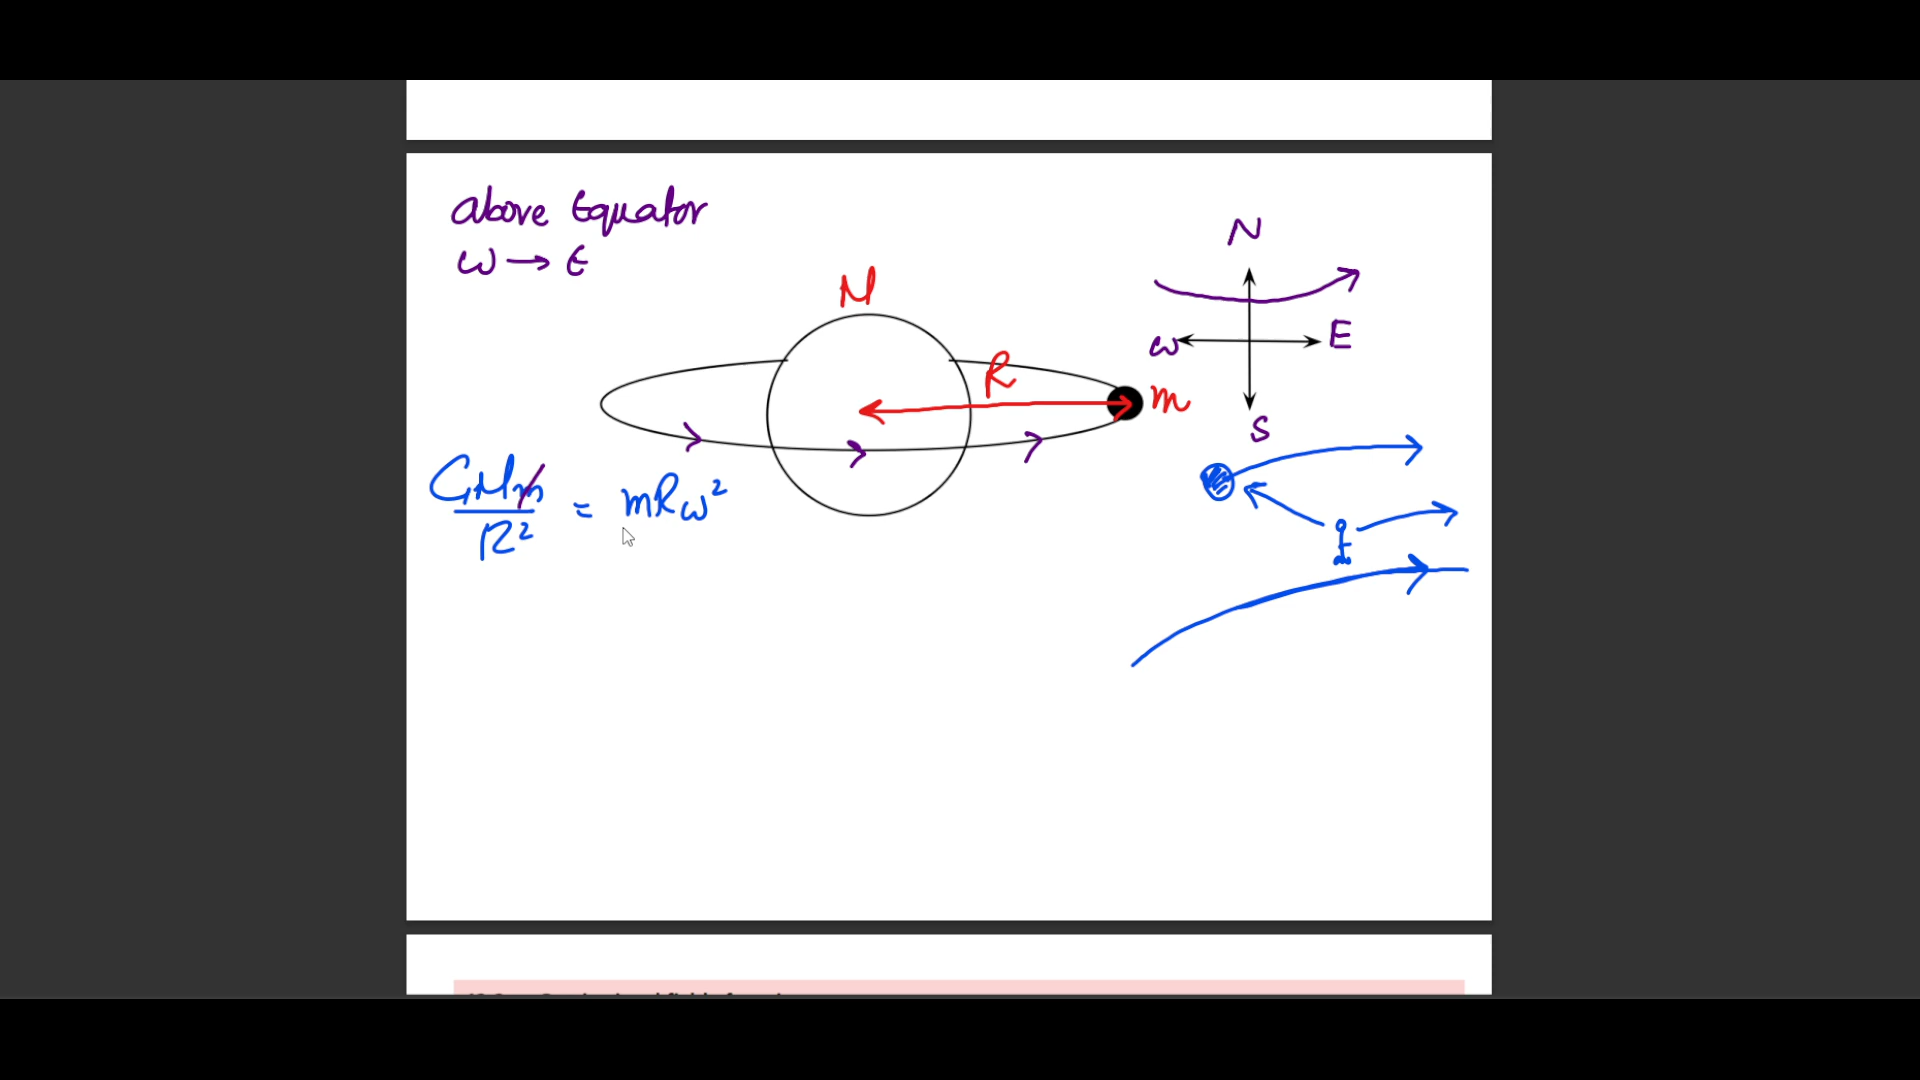 above Equator
W → E
M
R
m
N
W
E
S
GMm/R² = mRω²